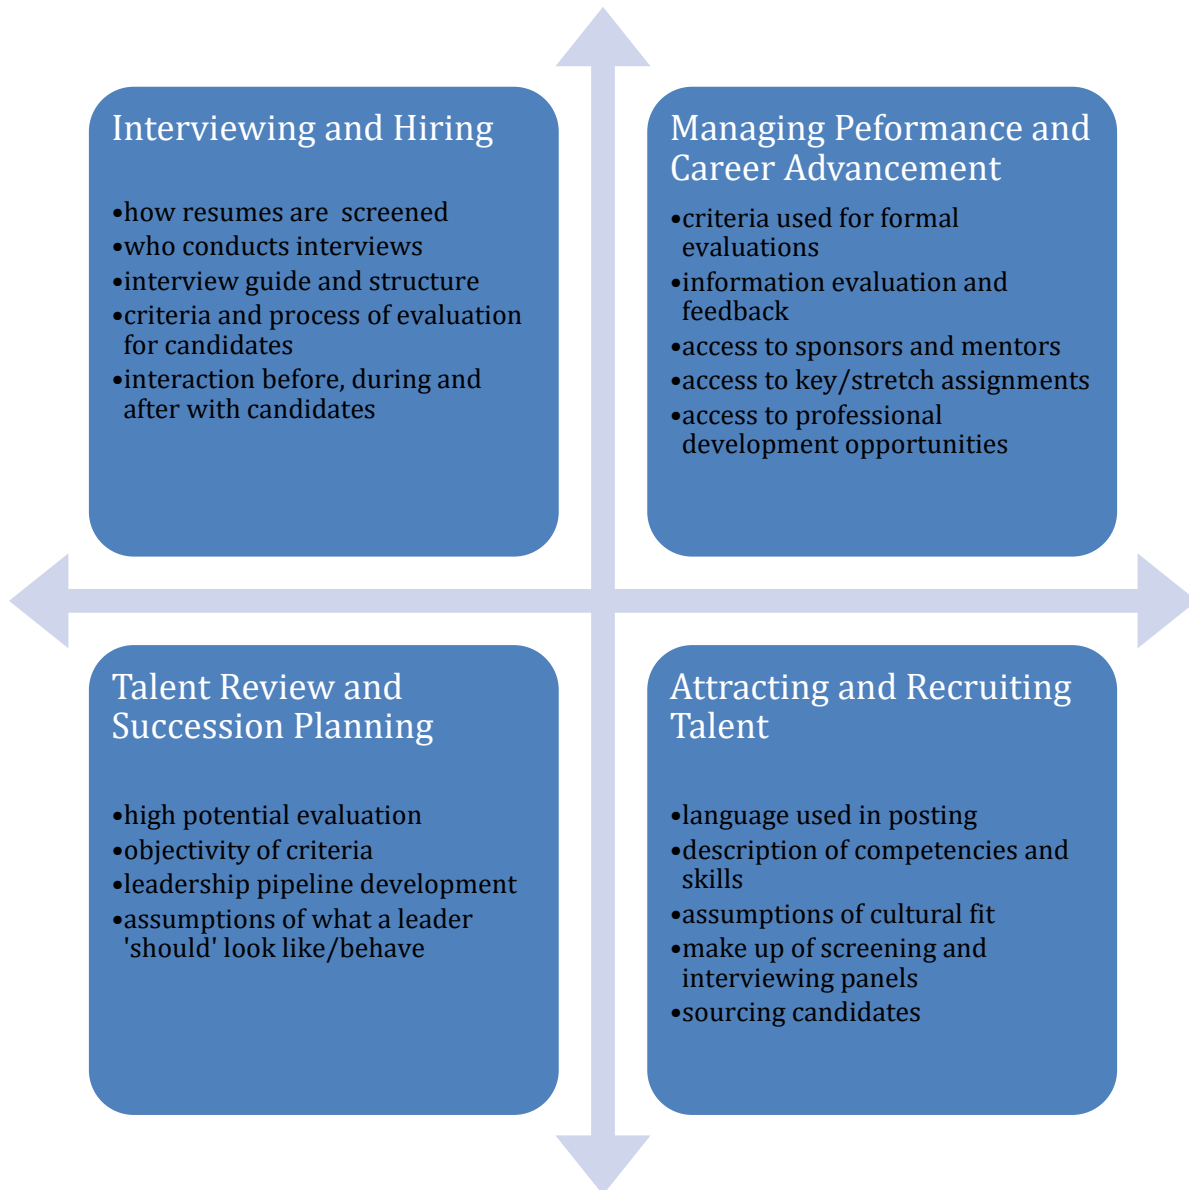 Interviewing and Hiring
•how resumes are  screened
•who conducts interviews
•interview guide and structure
•criteria and process of evaluation
for candidates
•interaction before, during and
after with candidates
Managing Peformance and
Career Advancement
•criteria used for formal
evaluations
•information evaluation and
feedback
•access to sponsors and mentors
•access to key/stretch assignments
•access to professional
development opportunities
Talent Review and
Succession Planning
•high potential evaluation
•objectivity of criteria
•leadership pipeline development
•assumptions of what a leader
'should' look like/behave
Attracting and Recruiting
Talent
•language used in posting
•description of competencies and
skills
•assumptions of cultural fit
•make up of screening and
interviewing panels
•sourcing candidates